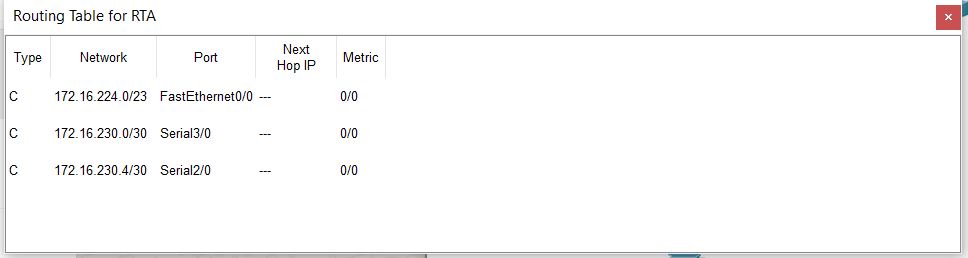 Routing Table for RTA
Type Network Port Next Hop IP Metric
C 172.16.224.0/23 FastEthernet0/0 --- 0/0
C 172.16.230.0/30 Serial3/0 --- 0/0
C 172.16.230.4/30 Serial2/0 --- 0/0